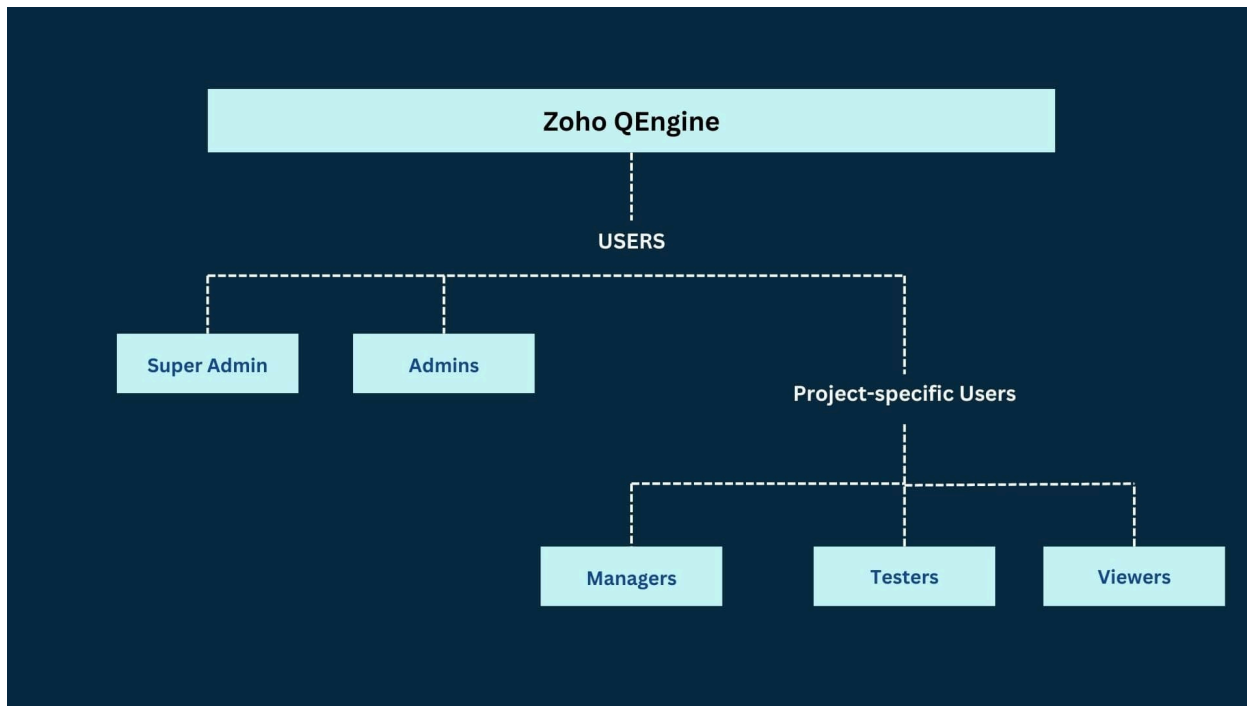 Zoho QEngine
USERS
Super Admin
Admins
Project-specific Users
Managers
Testers
Viewers